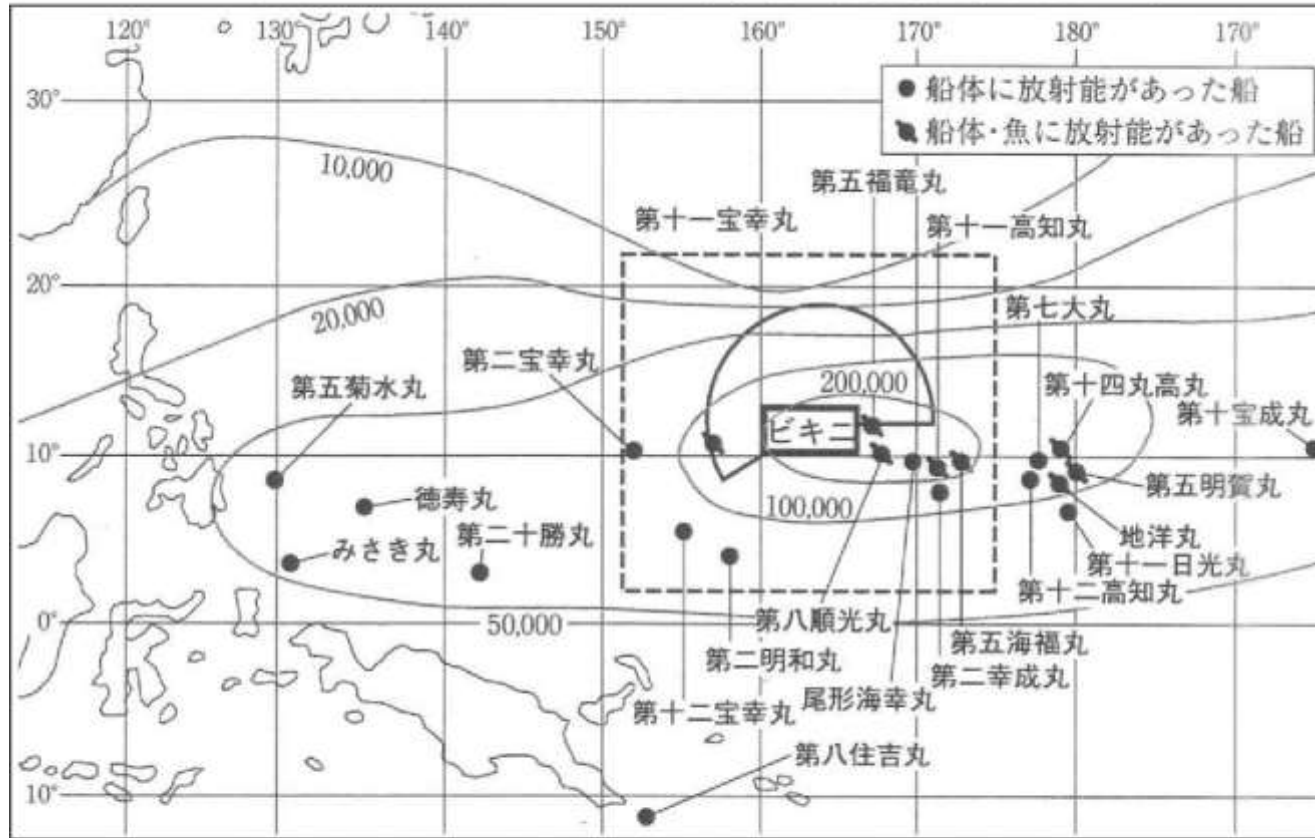 120° 130° 140° 150° 160° 170° 180° 170°
● 船体に放射能があった船
船体・魚に放射能があった船
30°
10,000
第五福竜丸
第十一宝幸丸
第十一高知丸
20°
20,000
第七大丸
第二宝幸丸
200,000
第十四丸高丸
第五菊水丸
第十宝成丸
ビキニ
10°
第五明賀丸
徳寿丸
100,000
地洋丸
みさき丸
第二十勝丸
第十一日光丸
第十二高知丸
0°
50,000
第八順光丸
第五海福丸
第二明和丸
第二幸成丸
尾形海幸丸
第十二宝幸丸
第八住吉丸
10°